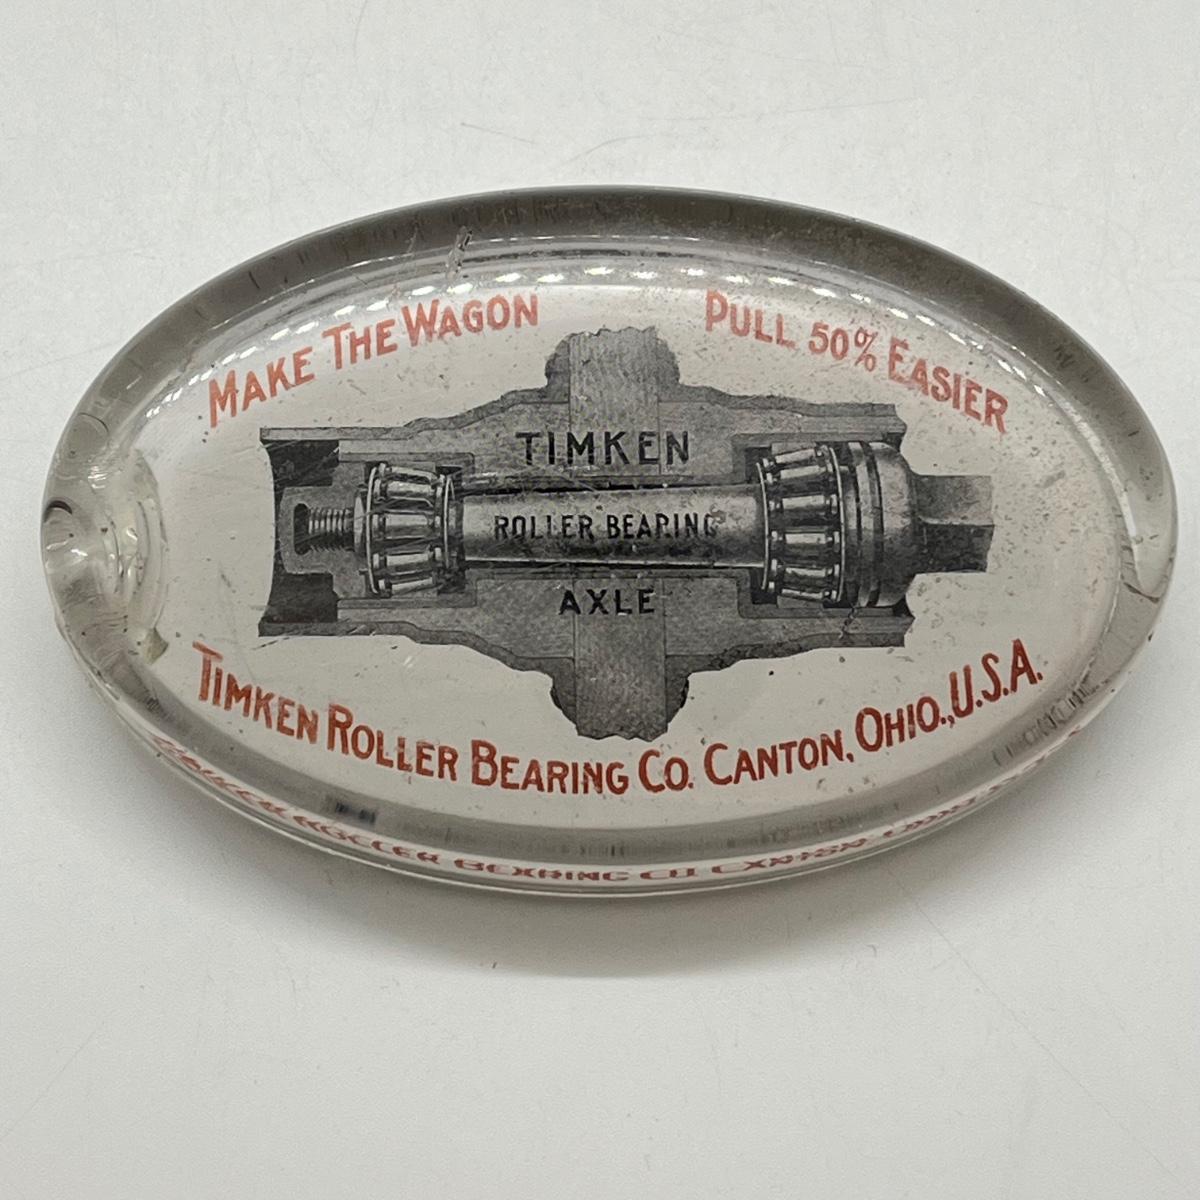 MAKE THE WAGON PULL 50% EASIER
TIMKEN
ROLLER BEARING
AXLE
TIMKEN ROLLER BEARING CO. CANTON, OHIO., U.S.A.